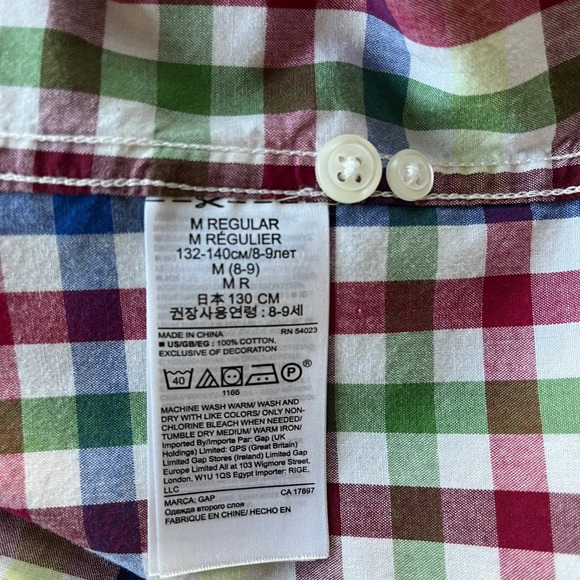 M REGULAR
M RÉGULIER
132-140см/8-9лет
M (8-9)
M R
日本 130 CM
권장사용연령 : 8-9세
MADE IN CHINA RN 54023
■ US/GB/EG : 100% COTTON,
EXCLUSIVE OF DECORATION
40 P ®
1166
MACHINE WASH WARM/ WASH AND
DRY WITH LIKE COLORS/ ONLY NON-
CHLORINE BLEACH WHEN NEEDED/
TUMBLE DRY MEDIUM/ WARM IRON/
Imported By/Importe Par: Gap (UK
Holdings) Limited: GPS (Great Britain)
Limited Gap Stores (Ireland) Limited Gap
Europe Limited All at 103 Wigmore Street,
London, W1U 1QS Egypt Importer: RIGE,
LLC
MARCA: GAP CA 17897
Одежда второго слоя
FABRIQUE EN CHINE/ HECHO EN